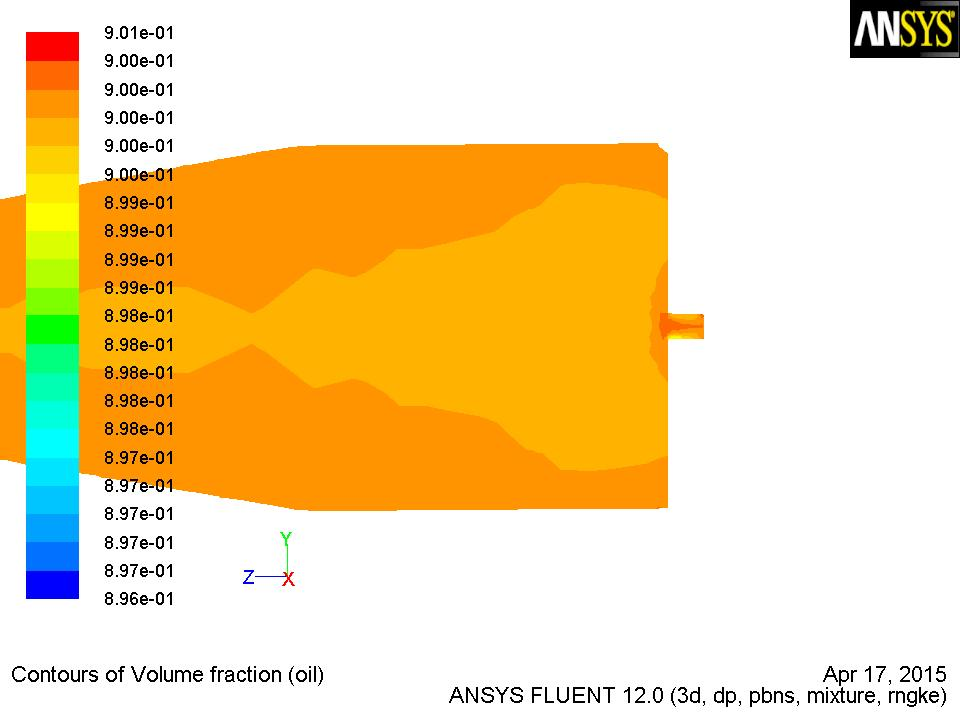 ANSYS
9.01e-01
9.00e-01
9.00e-01
9.00e-01
9.00e-01
9.00e-01
8.99e-01
8.99e-01
8.99e-01
8.99e-01
8.98e-01
8.98e-01
8.98e-01
8.98e-01
8.98e-01
8.97e-01
8.97e-01
8.97e-01
8.97e-01
8.97e-01
8.96e-01
Y
Z
X
Contours of Volume fraction (oil)
Apr 17, 2015
ANSYS FLUENT 12.0 (3d, dp, pbns, mixture, rngke)